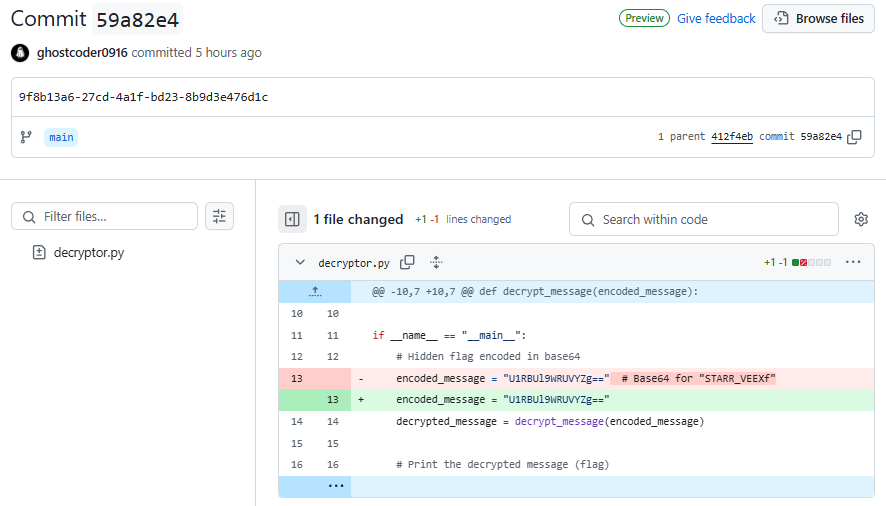 Commit 59a82e4
Preview Give feedback Browse files
ghostcoder0916 committed 5 hours ago
9f8b13a6-27cd-4a1f-bd23-8b9d3e476d1c
main
1 parent 412f4eb commit 59a82e4
Filter files...
decryptor.py
1 file changed +1 -1 lines changed
Search within code
decryptor.py
+1 -1
@@ -10,7 +10,7 @@ def decrypt_message(encoded_message):
10 10
11 11 if __name__ == "__main__":
12 12 # Hidden flag encoded in base64
13 - encoded_message = "U1RBUl9WRUVYZg==" # Base64 for "STARR_VEEXf"
13 + encoded_message = "U1RBUl9WRUVYZg=="
14 14 decrypted_message = decrypt_message(encoded_message)
15 15
16 16 # Print the decrypted message (flag)